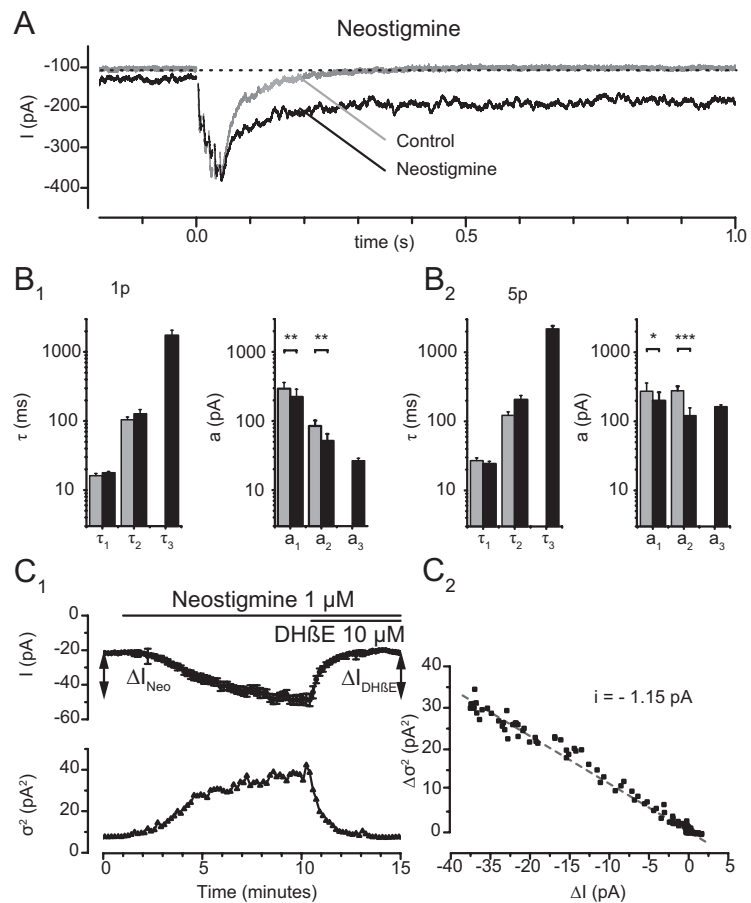 A
Neostigmine
-100
-200
-300
-400
I (pA)
Control
Neostigmine
0.0
0.5
1.0
time (s)
B1
1p
1000
100
10
τ (ms)
τ1 τ2 τ3
** **
1000
100
10
a (pA)
a1 a2 a3
B2
5p
1000
100
10
τ (ms)
τ1 τ2 τ3
* ***
1000
100
10
a (pA)
a1 a2 a3
C1
Neostigmine 1 µM
DHßE 10 µM
0
-20
-40
-60
I (pA)
ΔINeo
ΔIDHßE
40
20
0
σ² (pA²)
0 5 10 15
Time (minutes)
C2
i = - 1.15 pA
40
30
20
10
0
Δσ² (pA²)
-40 -35 -25 -20 -15 -10 -5 0 5
ΔI (pA)